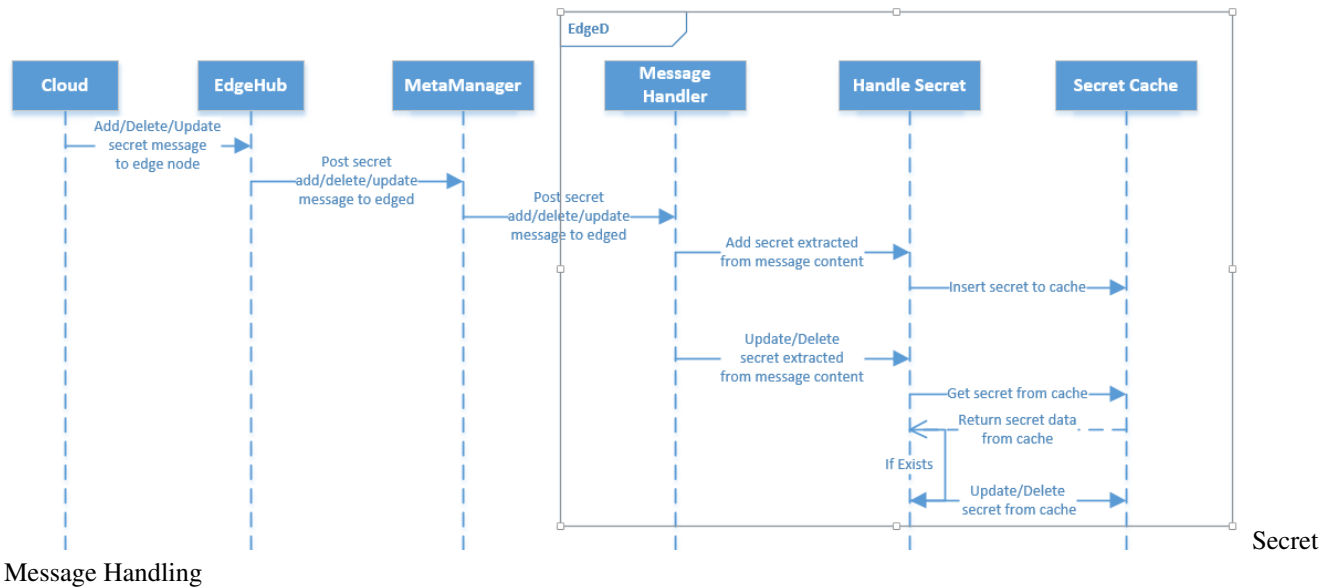 EdgeD
Cloud
EdgeHub
MetaManager
Message
Handler
Handle Secret
Secret Cache
Add/Delete/Update
secret message
to edge node
Post secret
add/delete/update
message to edged
Post secret
add/delete/update
message to edged
Add secret extracted
from message content
Insert secret to cache
Update/Delete
secret extracted
from message content
Get secret from cache
Return secret data
from cache
If Exists
Update/Delete
secret from cache
Secret
Message Handling